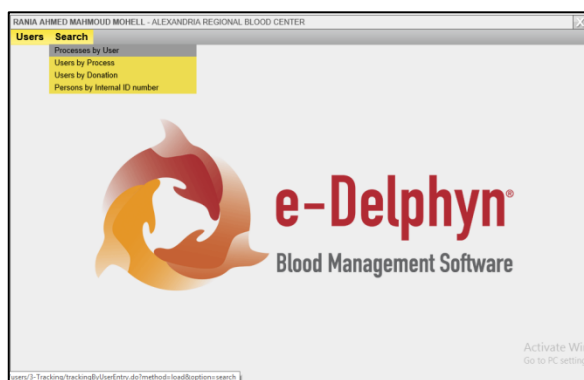 RANIA AHMED MAHMOUD MOHELL - ALEXANDRIA REGIONAL BLOOD CENTER
Users Search
Processes by User
Users by Process
Users by Donation
Persons by Internal ID number
e-Delphyn®
Blood Management Software
Activate Win
Go to PC setting
users/3-Tracking/trackingByUserEntry.do?method=load&option=search